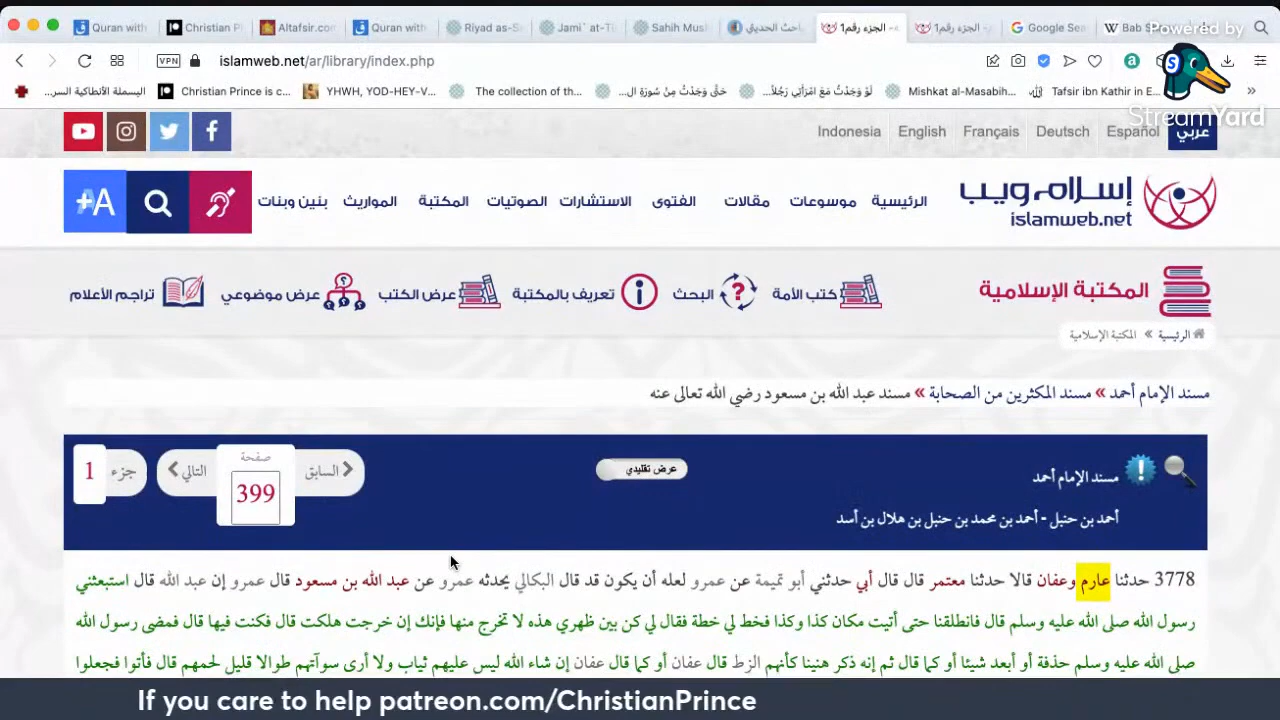 Quran with
Christian P
Altafsir.co
Quran with
Riyad as-S
Jami` at-Ti
Sahih Mus
احث الحديثي
الجزء رقم1
الجزء رقم1
Google Sea
Bab S
Powered by
VPN
islamweb.net/ar/library/index.php
StreamYard
البسملة الأنطاكية السر...
Christian Prince is c...
YHWH, YOD-HEY-V...
The collection of th...
حَتَّى وَجَدْتُ مِنْ سُورَةِ ال...
لَوْ وَجَدْتُ مَعَ امْرَأَتِي رَجُلًا...
Mishkat al-Masabih...
Tafsir ibn Kathir in E...
Indonesia
English
Français
Deutsch
Español
عربي
+A
إسلام ويب
islamweb.net
الرئيسية
موسوعات
مقالات
الفتوى
الاستشارات
الصوتيات
المكتبة
المواريث
بنين وبنات
المكتبة الإسلامية
كتب الأمة
البحث
تعريف بالمكتبة
عرض الكتب
عرض موضوعي
تراجم الأعلام
الرئيسية » المكتبة الإسلامية
مسند الإمام أحمد » مسند المكثرين من الصحابة » مسند عبد الله بن مسعود رضي الله تعالى عنه
مسند الإمام أحمد
أحمد بن حنبل - أحمد بن محمد بن حنبل بن هلال بن أسد
عرض تقليدي
السابق
صفحة
399
التالي
جزء
1
3778 حدثنا عارم وعفان قالا حدثنا معتمر قال قال أبي حدثني أبو تميمة عن عمرو لعله أن يكون قد قال البكالي يحدثه عمرو عن عبد الله بن مسعود قال عمرو إن عبد الله قال استبعثني
رسول الله صلى الله عليه وسلم قال فانطلقنا حتى أتيت مكان كذا وكذا فخط لي خطة فقال لي كن بين ظهري هذه لا تخرج منها فإنك إن خرجت هلكت قال فكنت فيها قال فمضى رسول الله
صلى الله عليه وسلم حذفة أو أبعد شيئا أو كما قال ثم إنه ذكر هنينا كأنهم الزط قال عفان أو كما قال عفان إن شاء الله ليس عليهم ثياب ولا أرى سوآتهم طوالا قليل لحمهم قال فأتوا فجعلوا
If you care to help patreon.com/ChristianPrince